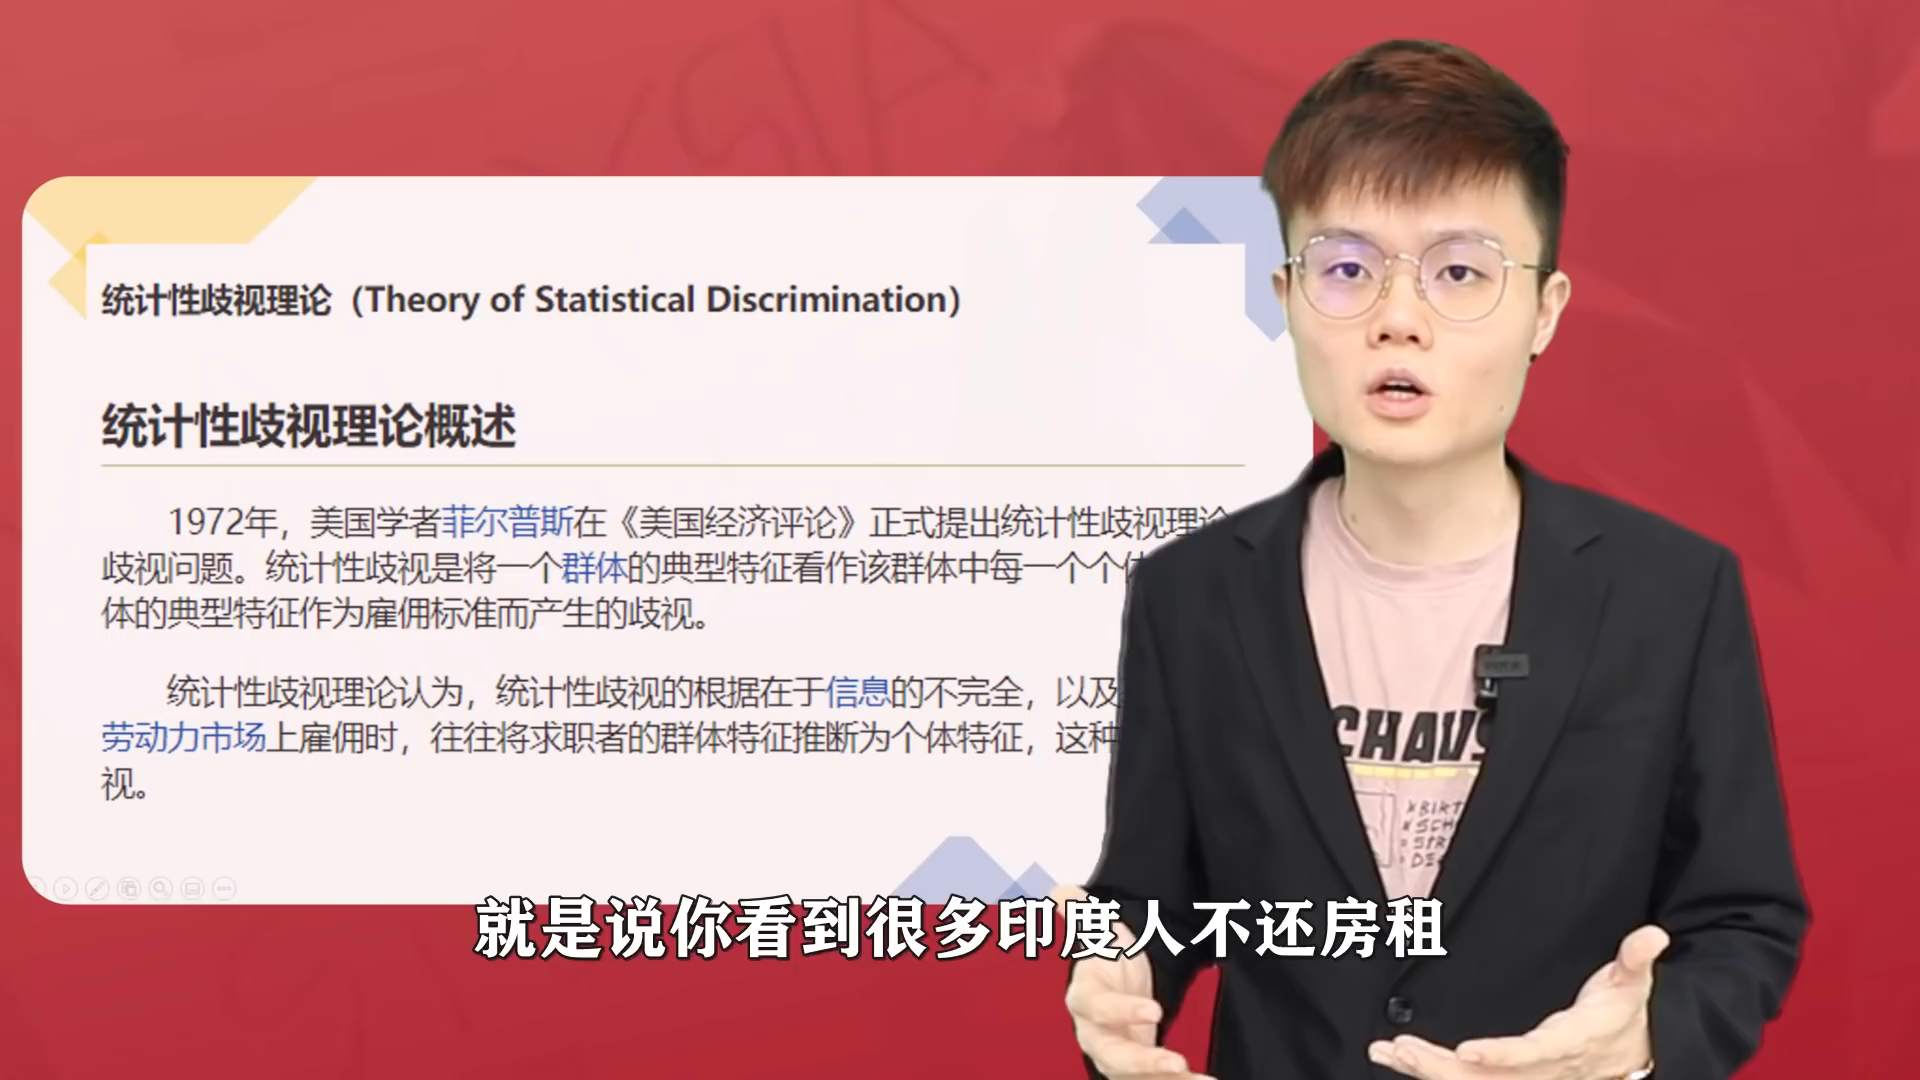 统计性歧视理论（Theory of Statistical Discrimination）
统计性歧视理论概述
1972年，美国学者菲尔普斯在《美国经济评论》正式提出统计性歧视理论
歧视问题。统计性歧视是将一个群体的典型特征看作该群体中每一个个体
体的典型特征作为雇佣标准而产生的歧视。
统计性歧视理论认为，统计性歧视的根据在于信息的不完全，以及
劳动力市场上雇佣时，往往将求职者的群体特征推断为个体特征，这种
视。
CHAVS
BIRT
SCH
SPR
DE
就是说你看到很多印度人不还房租